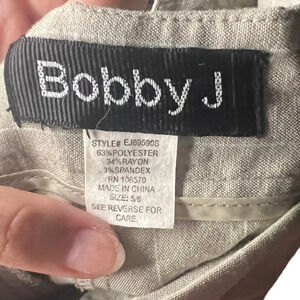 Bobby J
STYLE# EJ69590S
63%POLYESTER
34%RAYON
3%SPANDEX
RN 106570
MADE IN CHINA
SIZE: 5/6
SEE REVERSE FOR
CARE.